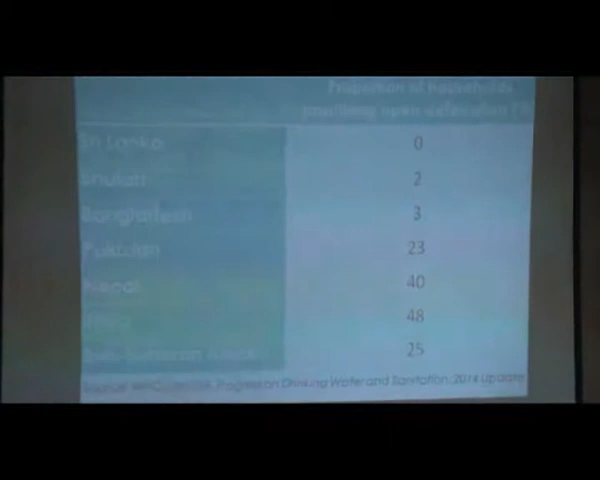 Proportion of households
practising open defecation (%)
Sri Lanka 0
Bhutan 2
Bangladesh 3
Pakistan 23
Nepal 40
India 48
Sub-Saharan Africa 25
Source: WHO/UNICEF, Progress on Drinking Water and Sanitation, 2014 Update